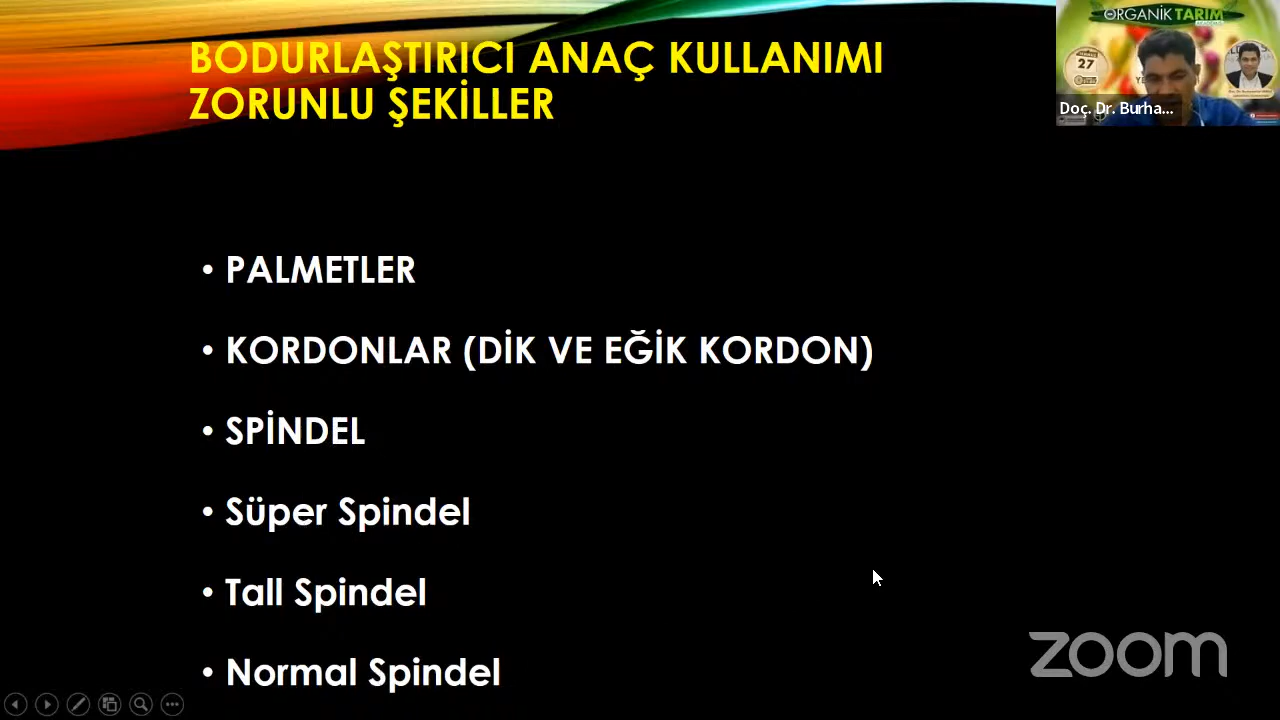 BODURLAŞTIRICI ANAÇ KULLANIMI
ZORUNLU ŞEKİLLER
• PALMETLER
• KORDONLAR (DİK VE EĞİK KORDON)
• SPİNDEL
• Süper Spindel
• Tall Spindel
• Normal Spindel
ORGANİK TARIM
27
Doç. Dr. Burha...
zoom